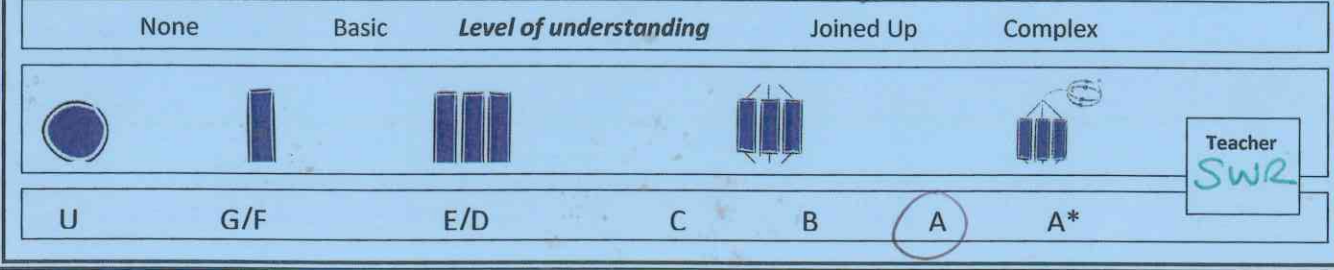 None Basic Level of understanding Joined Up Complex
Teacher
SWR
U G/F E/D C B A A*